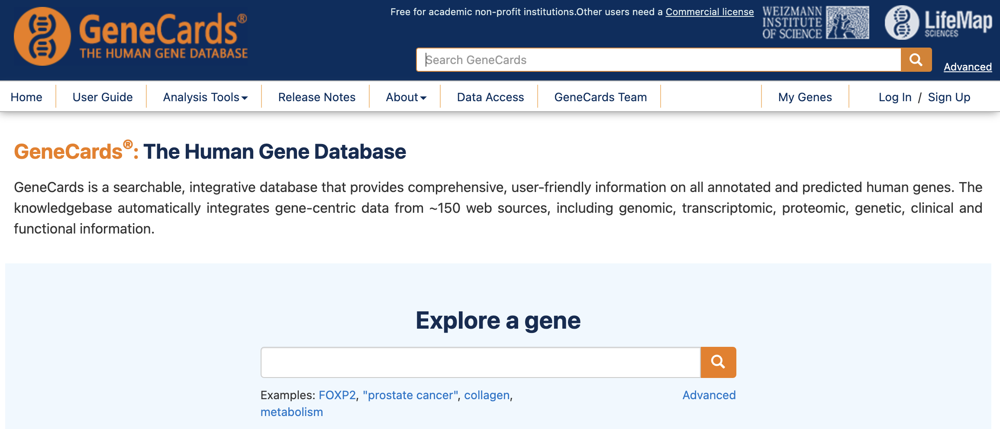 GeneCards®
THE HUMAN GENE DATABASE
Free for academic non-profit institutions.Other users need a Commercial license
WEIZMANN
INSTITUTE
OF SCIENCE
LifeMap
SCIENCES
Search GeneCards
Advanced
Home
User Guide
Analysis Tools
Release Notes
About
Data Access
GeneCards Team
My Genes
Log In / Sign Up
GeneCards®: The Human Gene Database
GeneCards is a searchable, integrative database that provides comprehensive, user-friendly information on all annotated and predicted human genes. The
knowledgebase automatically integrates gene-centric data from ~150 web sources, including genomic, transcriptomic, proteomic, genetic, clinical and
functional information.
Explore a gene
Examples: FOXP2, "prostate cancer", collagen,
metabolism
Advanced